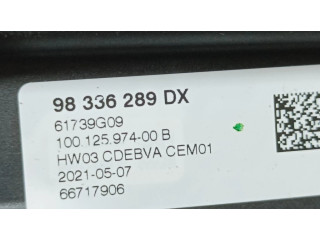 98 336 289 DX
61739G09
100.125.974-00 B
HW03 CDEBVA CEM01
2021-05-07
66717906